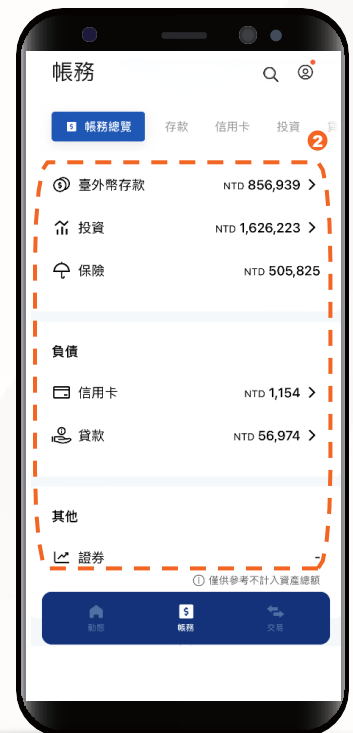 帳務
帳務總覽 存款 信用卡 投資
2
臺外幣存款 NTD 856,939
投資 NTD 1,626,223
保險 NTD 505,825
負債
信用卡 NTD 1,154
貸款 NTD 56,974
其他
證券 -
僅供參考不計入資產總額
動態 帳務 交易